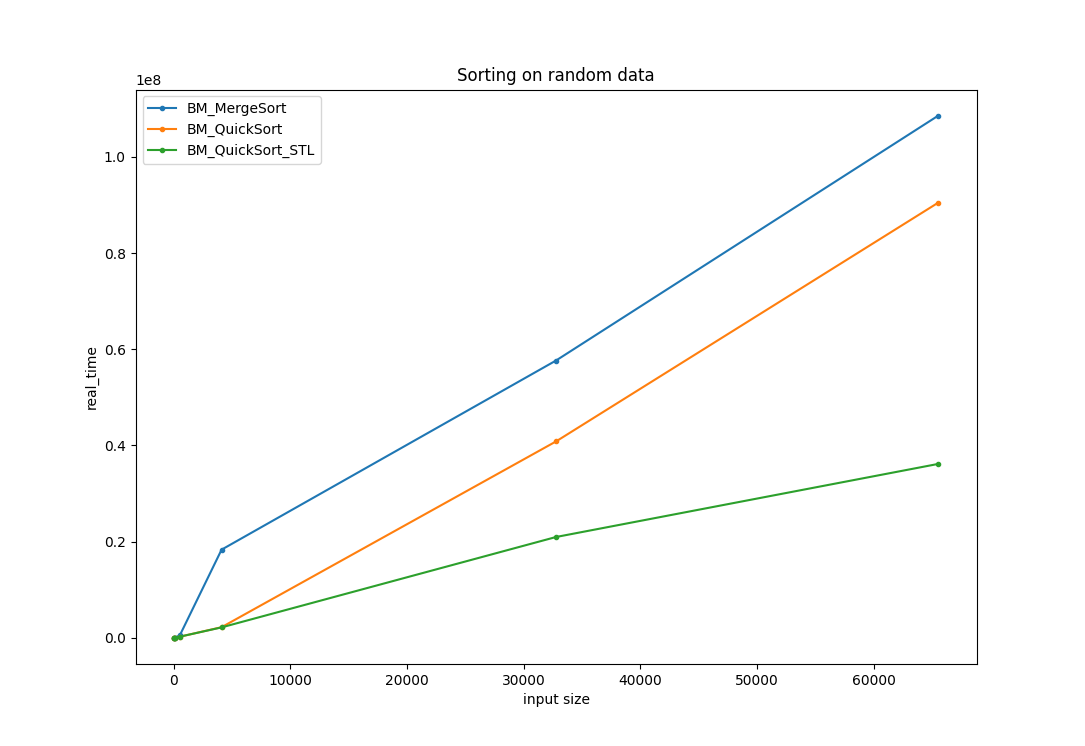 Sorting on random data
1e8
BM_MergeSort
BM_QuickSort
BM_QuickSort_STL
1.0
0.8
0.6
0.4
0.2
0.0
real_time
0 10000 20000 30000 40000 50000 60000
input size